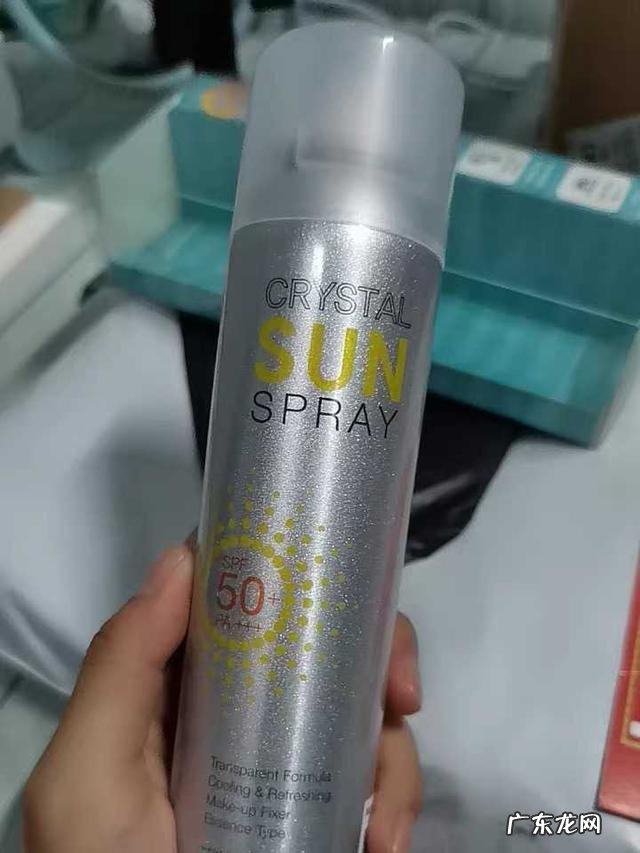 CRYSTAL
SUN
SPRAY
SPF
50+
PA+++
Transparent Formula
Cooling & Refreshing
Make-up Fixer
Essence Type
广东龙网